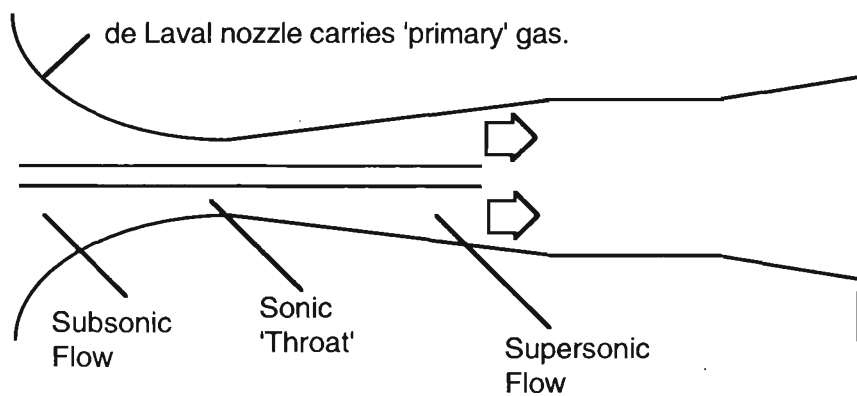 de Laval nozzle carries 'primary' gas.
Subsonic
Flow
Sonic
'Throat'
Supersonic
Flow